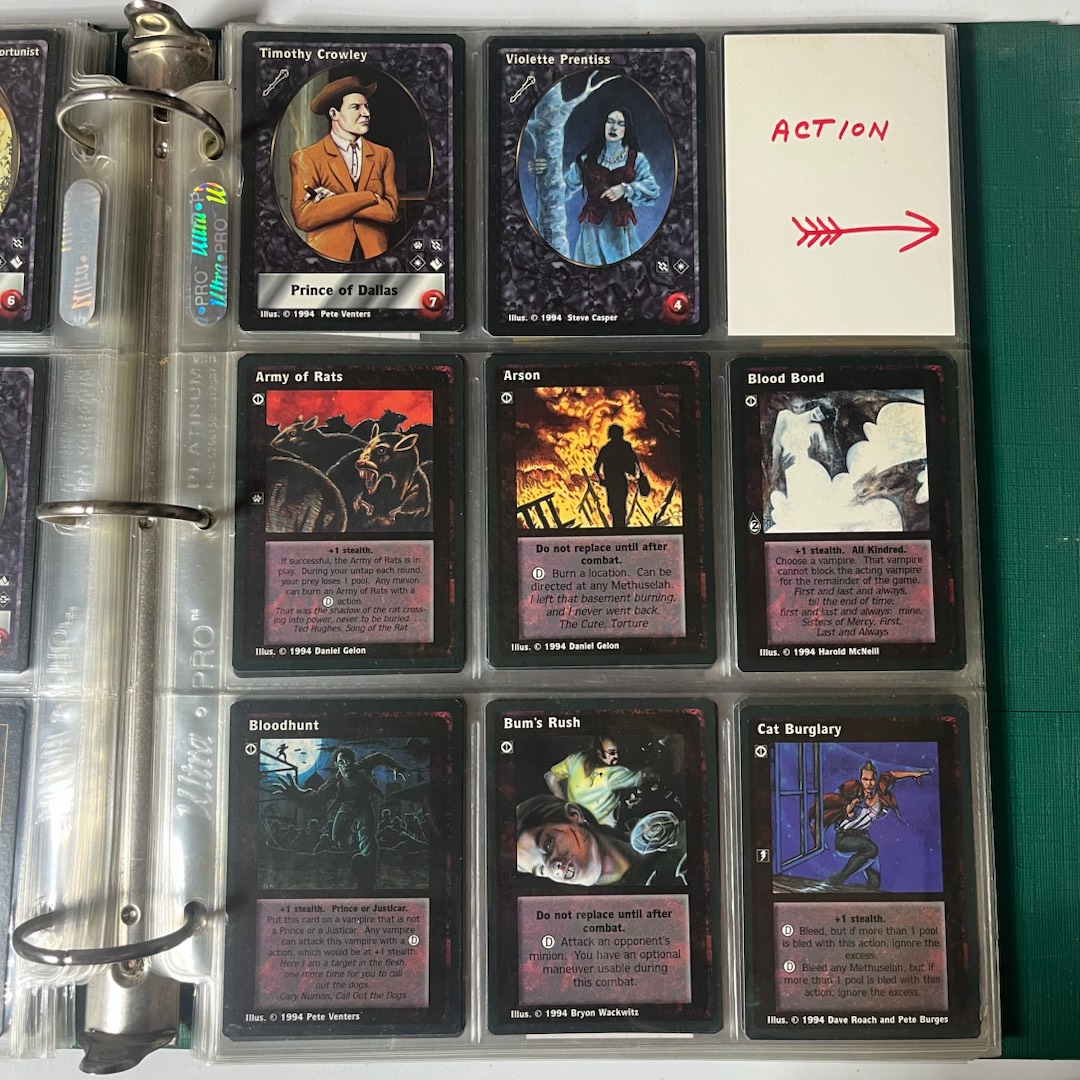 ortunist
6
Timothy Crowley
Prince of Dallas
7
Illus. © 1994 Pete Venters
Violette Prentiss
4
Illus. © 1994 Steve Casper
ACTION
Ultra•PRO
PLATINUM
Army of Rats
+1 stealth.
If successful, the Army of Rats is in
play. During your untap each round,
your prey loses 1 pool. Any minion
can burn an Army of Rats with a
D action.
That was the shadow of the rat cross-
ing into power, never to be buried. . . .
Ted Hughes, Song of the Rat
Illus. © 1994 Daniel Gelon
Arson
Do not replace until after
combat.
D Burn a location. Can be
directed at any Methuselah.
I left that basement burning,
and I never went back.
The Cure, Torture
Illus. © 1994 Daniel Gelon
Blood Bond
2
+1 stealth. All Kindred.
Choose a vampire. That vampire
cannot block the acting vampire
for the remainder of the game.
First and last and always,
till the end of time;
first and last and always: mine.
Sisters of Mercy, First,
Last and Always
Illus. © 1994 Harold McNeill
Bloodhunt
+1 stealth. Prince or Justicar.
Put this card on a vampire that is not
a Prince or a Justicar. Any vampire
can attack this vampire with a D
action, which would be at +1 stealth.
Here I am a target in the flesh,
one more time for you to call
out the dogs.
Gary Numan, Call Out the Dogs
Illus. © 1994 Pete Venters
Bum's Rush
Do not replace until after
combat.
D Attack an opponent's
minion. You have an optional
maneuver usable during
this combat.
Illus. © 1994 Bryon Wackwitz
Cat Burglary
+1 stealth.
D Bleed, but if more than 1 pool
is bled with this action, ignore the
excess.
D Bleed any Methuselah, but if
more than 1 pool is bled with this
action, ignore the excess.
Illus. © 1994 Dave Roach and Pete Burges